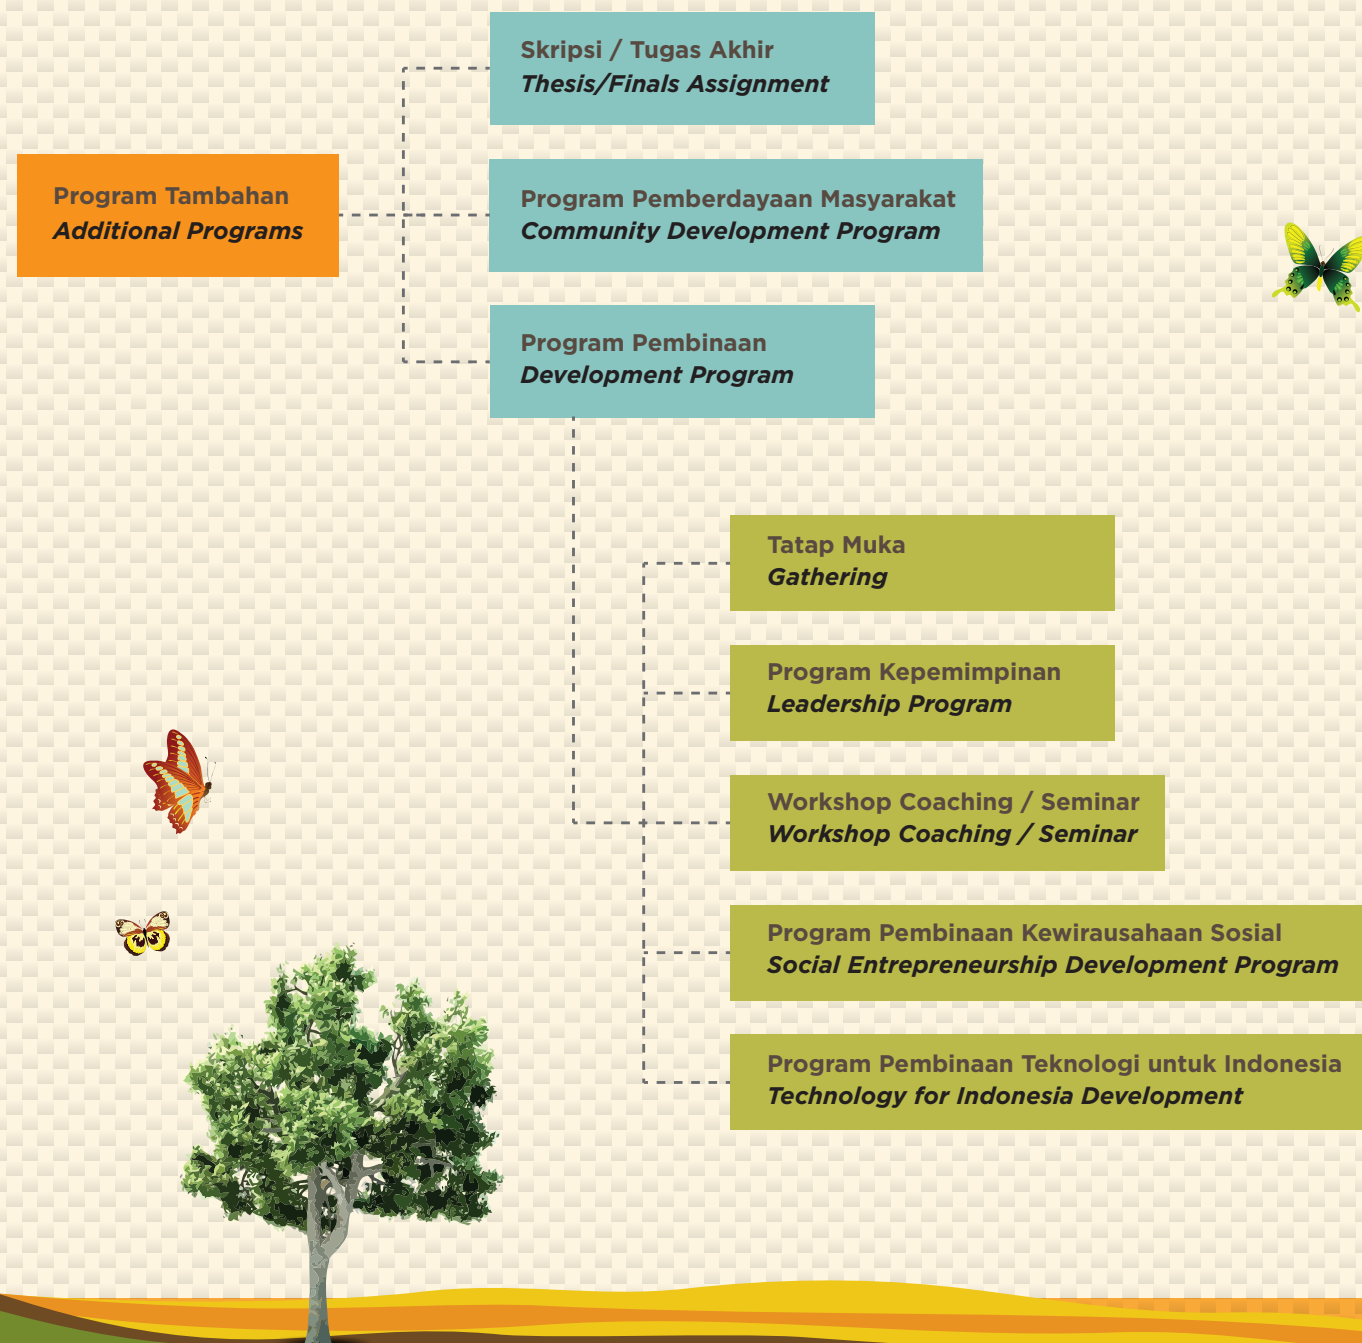 Skripsi / Tugas Akhir
Thesis/Finals Assignment
Program Tambahan
Additional Programs
Program Pemberdayaan Masyarakat
Community Development Program
Program Pembinaan
Development Program
Tatap Muka
Gathering
Program Kepemimpinan
Leadership Program
Workshop Coaching / Seminar
Workshop Coaching / Seminar
Program Pembinaan Kewirausahaan Sosial
Social Entrepreneurship Development Program
Program Pembinaan Teknologi untuk Indonesia
Technology for Indonesia Development